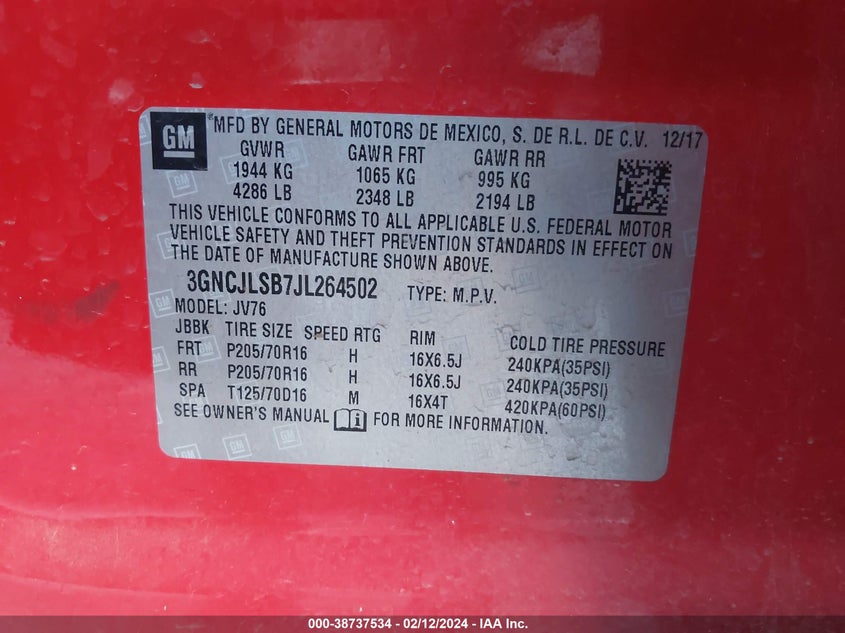 GM ®MFD BY GENERAL MOTORS DE MEXICO, S. DE R.L. DE C.V. 12/17
GVWR GAWR FRT GAWR RR
1944 KG 1065 KG 995 KG
4286 LB 2348 LB 2194 LB
THIS VEHICLE CONFORMS TO ALL APPLICABLE U.S. FEDERAL MOTOR
VEHICLE SAFETY AND THEFT PREVENTION STANDARDS IN EFFECT ON
THE DATE OF MANUFACTURE SHOWN ABOVE.
3GNCJLSB7JL264502 TYPE: M.P.V.
MODEL: JV76
JBBK TIRE SIZE SPEED RTG RIM COLD TIRE PRESSURE
FRT P205/70R16 H 16X6.5J 240KPA(35PSI)
RR P205/70R16 H 16X6.5J 240KPA(35PSI)
SPA T125/70D16 M 16X4T 420KPA(60PSI)
SEE OWNER'S MANUAL FOR MORE INFORMATION.
000-38737534 - 02/12/2024 - IAA Inc.